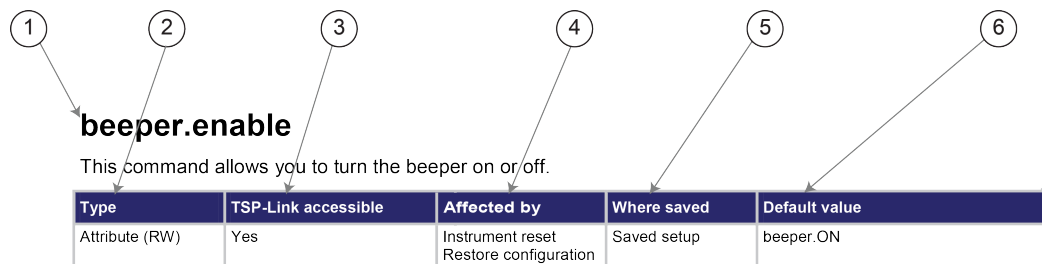 1 2 3 4 5 6
beeper.enable
This command allows you to turn the beeper on or off.
Type TSP-Link accessible Affected by Where saved Default value
Attribute (RW) Yes Instrument reset Saved setup beeper.ON
Restore configuration